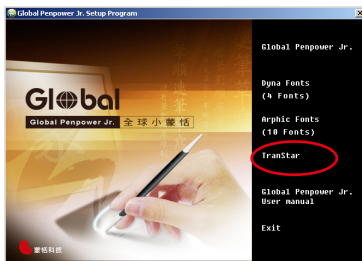 Global Penpower Jr. Setup Program
Global Penpower Jr.
Dyna Fonts
(4 Fonts)
Global
Global Penpower Jr. 全球小蒙恬
Arphic Fonts
(10 Fonts)
TranStar
Global Penpower Jr.
User manual
Exit
蒙恬科技